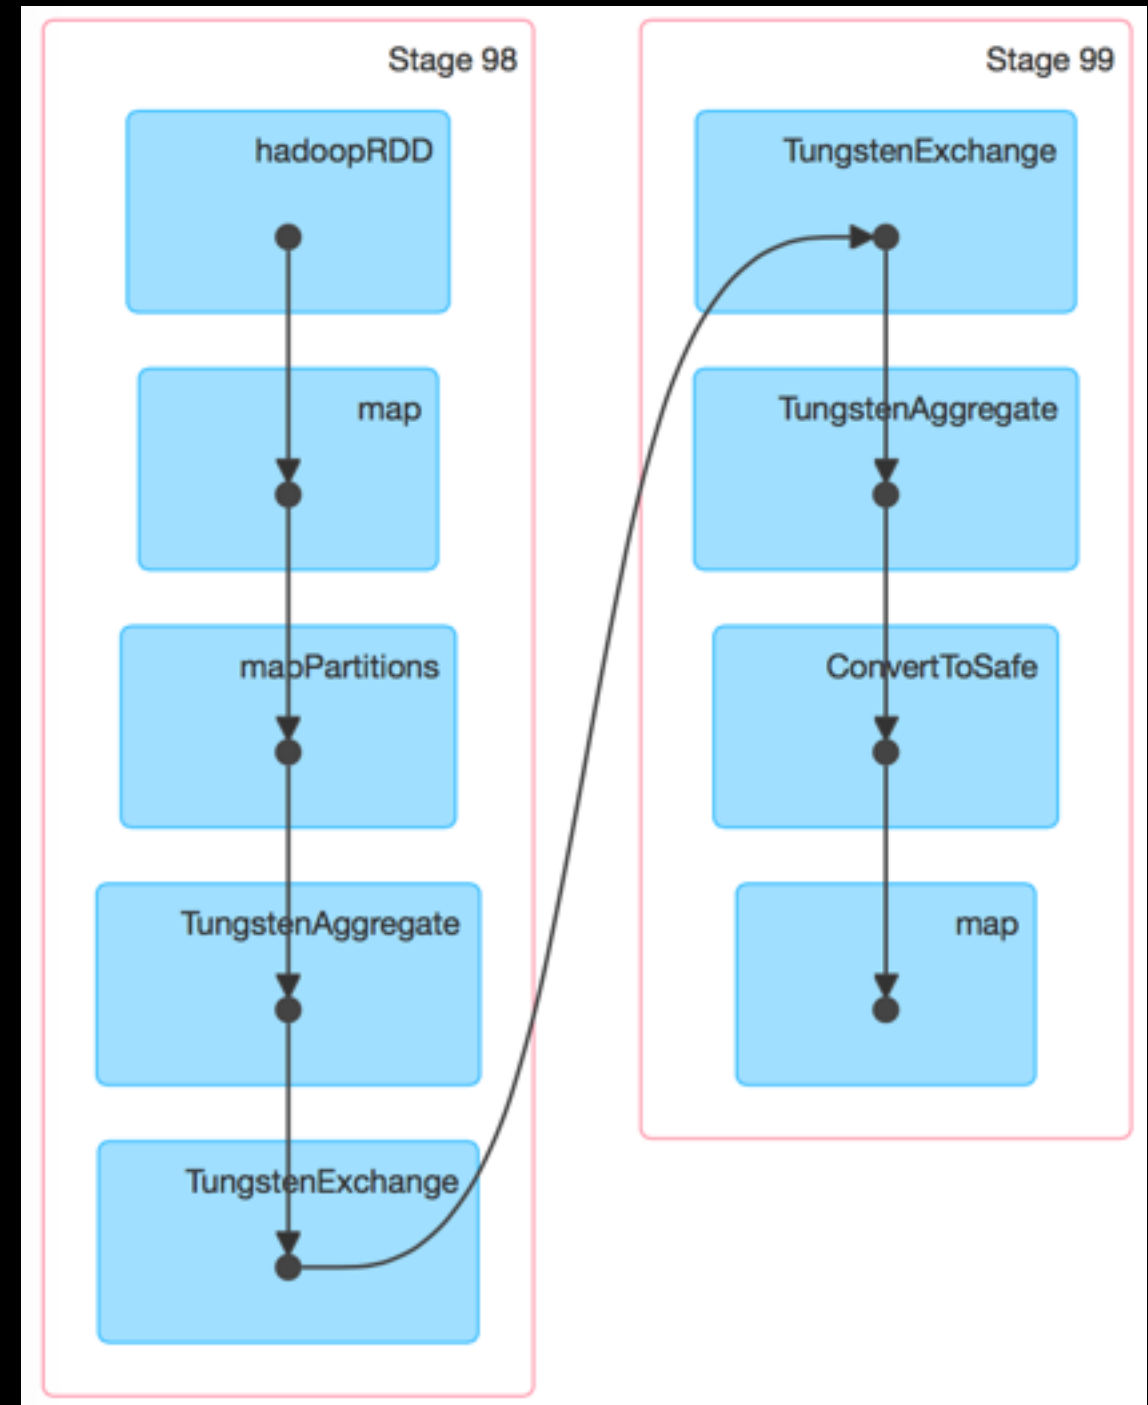 Stage 98
hadoopRDD
map
mapPartitions
TungstenAggregate
TungstenExchange
Stage 99
TungstenExchange
TungstenAggregate
ConvertToSafe
map